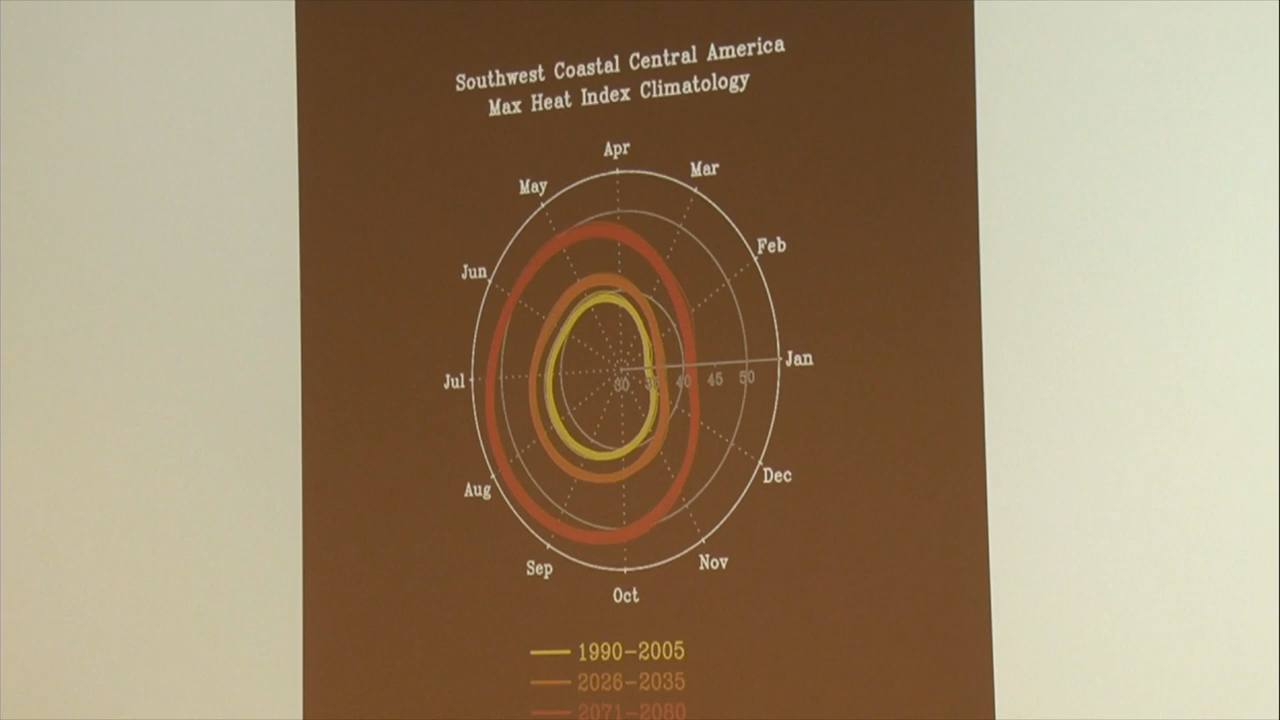 Southwest Coastal Central America
Max Heat Index Climatology
Apr
May
Mar
Jun
Feb
Jul
Jan
30 35 40 45 50
Aug
Dec
Sep
Nov
Oct
1990-2005
2026-2035
2071-2080